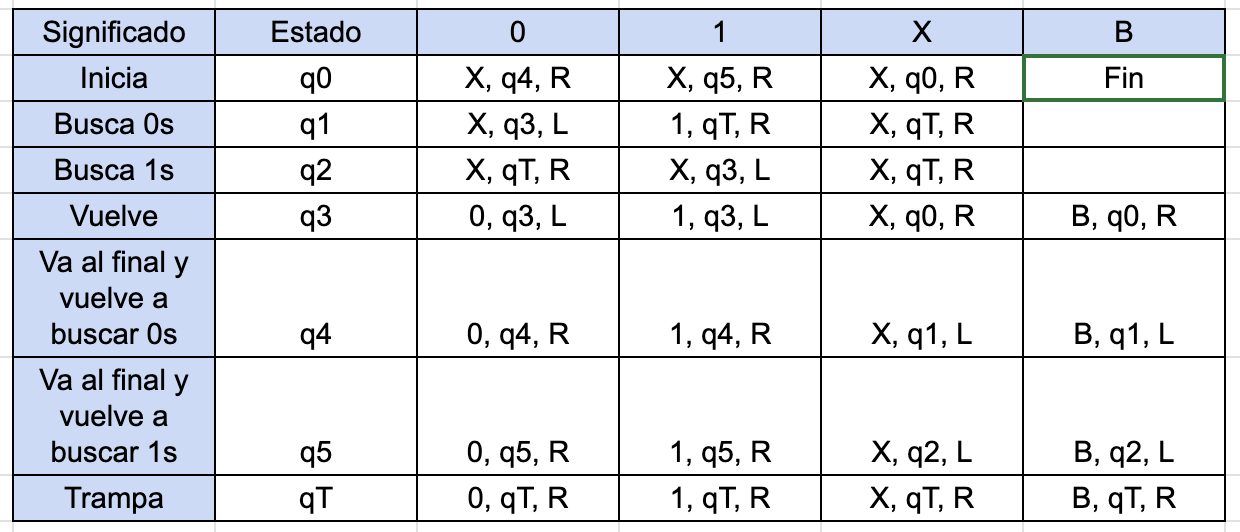 Significado Estado 0 1 X B
Inicia q0 X, q4, R X, q5, R X, q0, R Fin
Busca 0s q1 X, q3, L 1, qT, R X, qT, R
Busca 1s q2 X, qT, R X, q3, L X, qT, R
Vuelve q3 0, q3, L 1, q3, L X, q0, R B, q0, R
Va al final y
vuelve a
buscar 0s q4 0, q4, R 1, q4, R X, q1, L B, q1, L
Va al final y
vuelve a
buscar 1s q5 0, q5, R 1, q5, R X, q2, L B, q2, L
Trampa qT 0, qT, R 1, qT, R X, qT, R B, qT, R